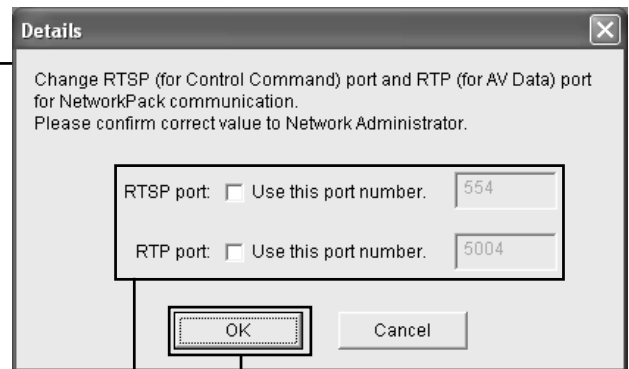 Details
Change RTSP (for Control Command) port and RTP (for AV Data) port
for NetworkPack communication.
Please confirm correct value to Network Administrator.
RTSP port: Use this port number. 554
RTP port: Use this port number. 5004
OK Cancel